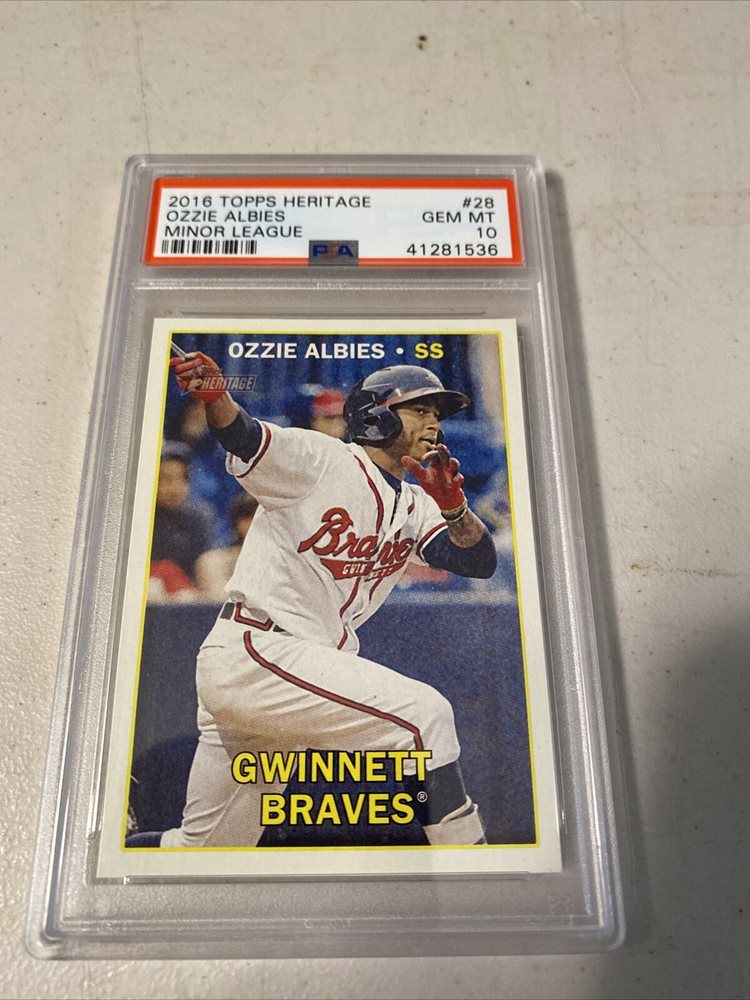 2016 TOPPS HERITAGE #28
OZZIE ALBIES GEM MT
MINOR LEAGUE 10
PSA 41281536
OZZIE ALBIES • SS
HERITAGE
Braves
GWINNETT
BRAVES®